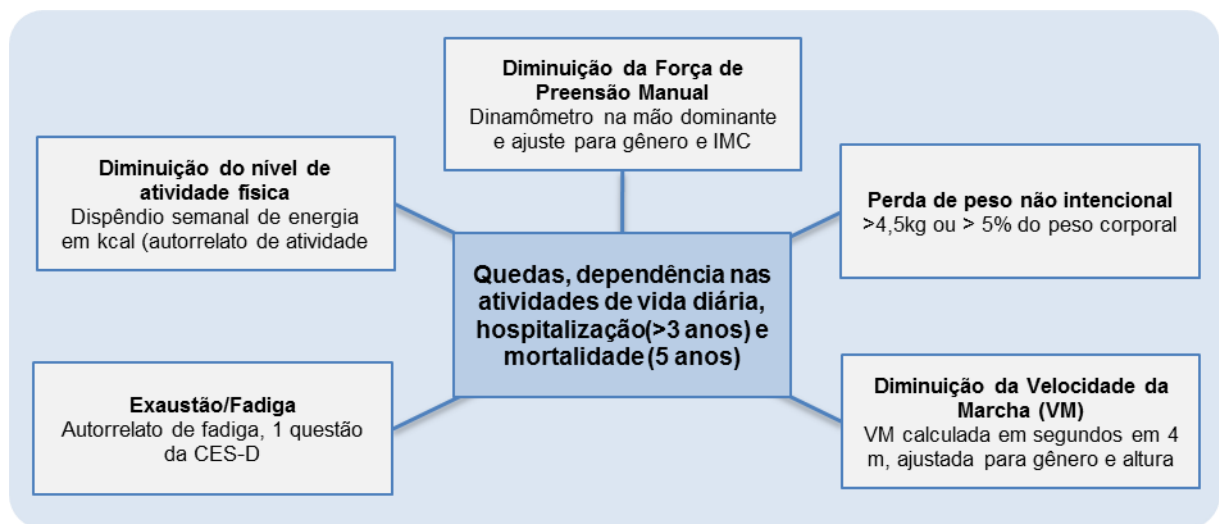 Diminuição da Força de
Preensão Manual
Dinamômetro na mão dominante
e ajuste para gênero e IMC
Diminuição do nível de
atividade física
Dispêndio semanal de energia
em kcal (autorrelato de atividade
Perda de peso não intencional
>4,5kg ou > 5% do peso corporal
Quedas, dependência nas
atividades de vida diária,
hospitalização(>3 anos) e
mortalidade (5 anos)
Exaustão/Fadiga
Autorrelato de fadiga, 1 questão
da CES-D
Diminuição da Velocidade da
Marcha (VM)
VM calculada em segundos em 4
m, ajustada para gênero e altura